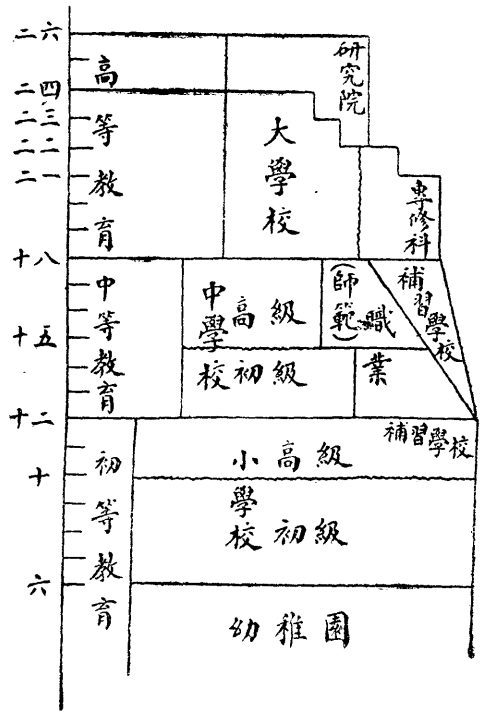 二六
二四
二三
二二
二一
十八
十五
十二
十
六
高等教育
中等教育
初等教育
研究院
大學校
專修科
中學校
高級
初級
(師範)
職業
補習學校
補習學校
小學校
高級
初級
幼稚園